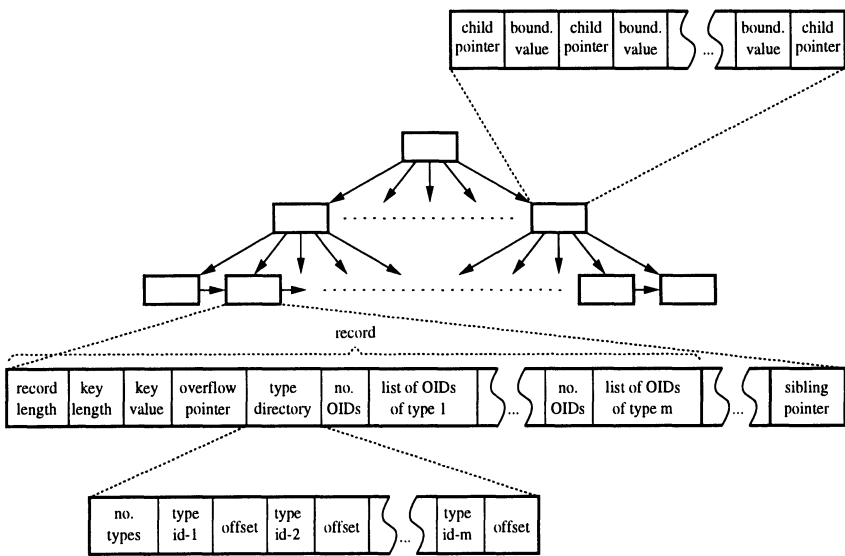 child bound. child bound. ... bound. child
pointer value pointer value value pointer
record
record key key overflow type no. list of OIDs ... no. list of OIDs ... sibling
length length value pointer directory OIDs of type 1 OIDs of type m pointer
no. type offset type offset ... type offset
types id-1 id-2 id-m